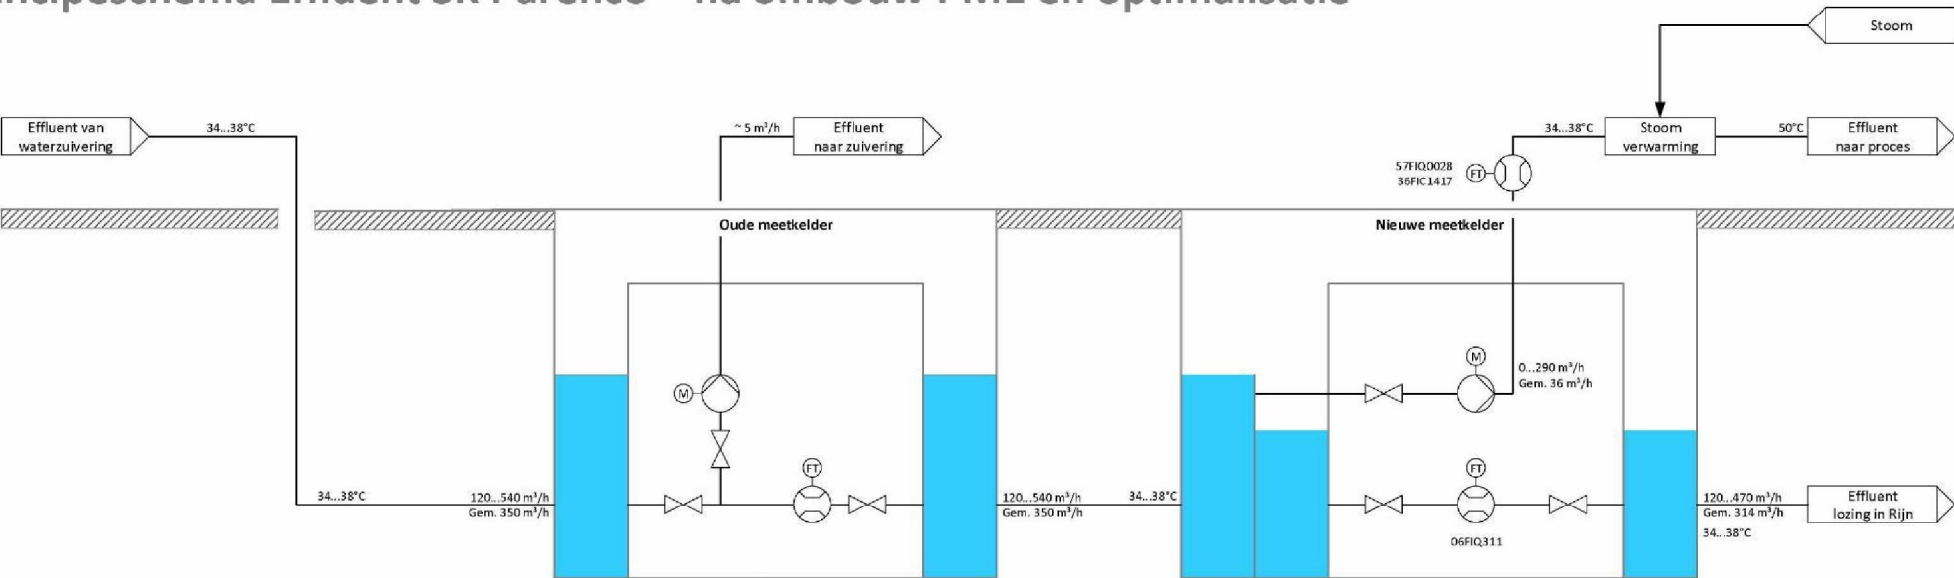 Stoom
Effluent van
waterzuivering
34...38°C
~ 5 m³/h
Effluent
naar zuivering
34...38°C
Stoom
verwarming
50°C
Effluent
naar proces
57FIQ0028
36FIC1417
FT
Oude meetkelder
Nieuwe meetkelder
M
M
0...290 m³/h
Gem. 36 m³/h
FT
FT
34...38°C
120...540 m³/h
Gem. 350 m³/h
120...540 m³/h
Gem. 350 m³/h
34...38°C
06FIQ311
120...470 m³/h
Gem. 314 m³/h
34...38°C
Effluent
lozing in Rijn